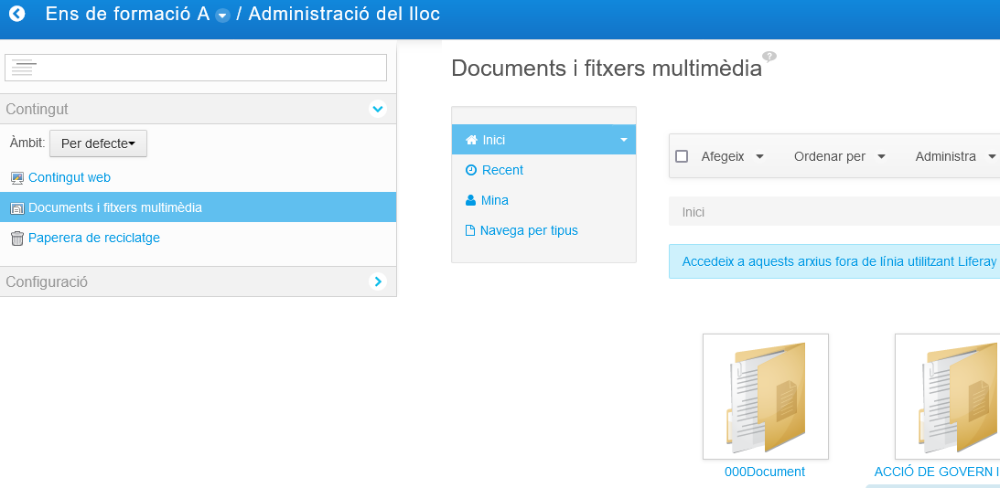 Ens de formació A / Administració del lloc
Contingut
Àmbit: Per defecte
Contingut web
Documents i fitxers multimèdia
Paperera de reciclatge
Configuració
Documents i fitxers multimèdia
Inici
Recent
Mina
Navega per tipus
Afegeix Ordenar per Administra
Inici
Accedeix a aquests arxius fora de línia utilitzant Liferay
000Document
ACCIÓ DE GOVERN I